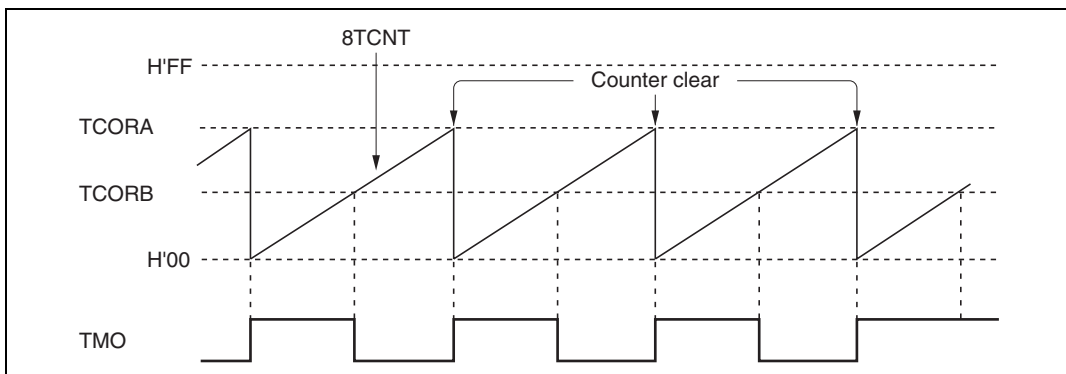 8TCNT
H'FF
Counter clear
TCORA
TCORB
H'00
TMO